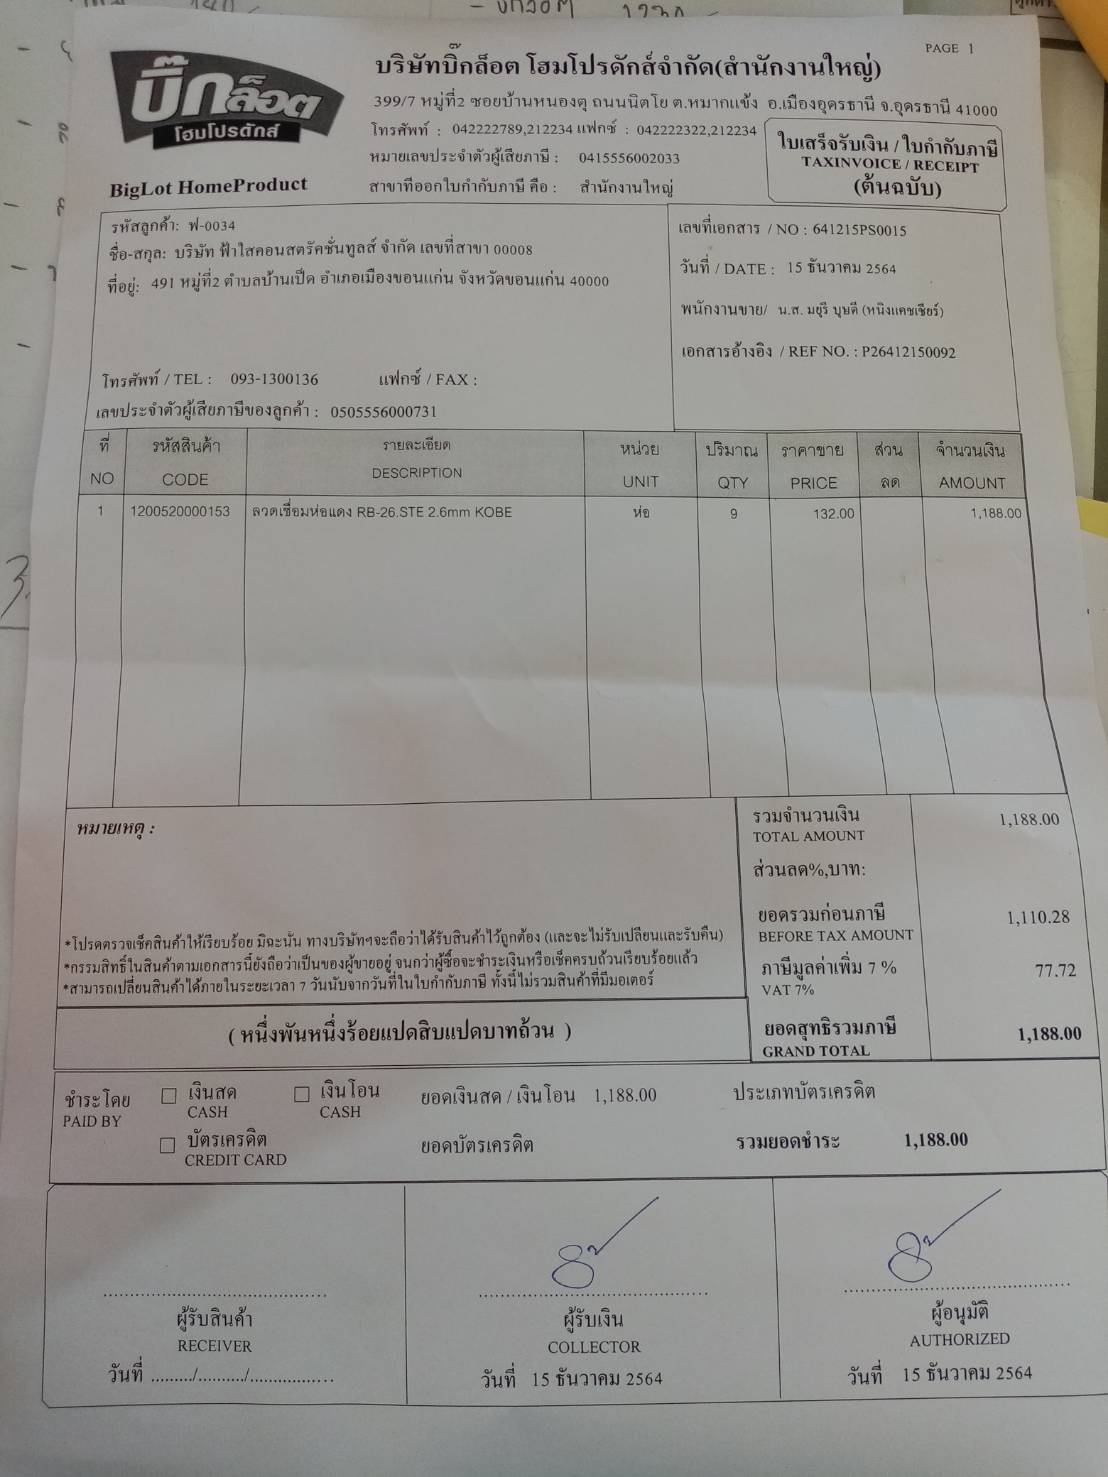 PAGE 1
บิ๊กล็อต
โฮมโปรดักส์
BigLot HomeProduct
บริษัทบิ๊กล็อต โฮมโปรดักส์จำกัด(สำนักงานใหญ่)
399/7 หมู่ที่2 ซอยบ้านหนองตุ ถนนนิตโย ต.หมากแข้ง อ.เมืองอุดรธานี จ.อุดรธานี 41000
โทรศัพท์ : 042222789,212234 แฟกซ์ : 042222322,212234
หมายเลขประจำตัวผู้เสียภาษี : 0415556002033
สาขาที่ออกใบกำกับภาษี คือ : สำนักงานใหญ่
ใบเสร็จรับเงิน / ใบกำกับภาษี
TAXINVOICE / RECEIPT
(ต้นฉบับ)
รหัสลูกค้า: ฟ-0034
ชื่อ-สกุล: บริษัท ฟ้าใสคอนสตรัคชั่นทูลส์ จำกัด เลขที่สาขา 00008
ที่อยู่: 491 หมู่ที่2 ตำบลบ้านเป็ด อำเภอเมืองขอนแก่น จังหวัดขอนแก่น 40000
โทรศัพท์ / TEL : 093-1300136 แฟกซ์ / FAX :
เลขประจำตัวผู้เสียภาษีของลูกค้า : 0505556000731
เลขที่เอกสาร / NO : 641215PS0015
วันที่ / DATE : 15 ธันวาคม 2564
พนักงานขาย/ น.ส. มยุรี บุษดี (หนิงแคชเชียร์)
เอกสารอ้างอิง / REF NO. : P26412150092
ที่ รหัสสินค้า รายละเอียด หน่วย ปริมาณ ราคาขาย ส่วน จำนวนเงิน
NO CODE DESCRIPTION UNIT QTY PRICE ลด AMOUNT
1 1200520000153 ลวดเชื่อมห่อแดง RB-26.STE 2.6mm KOBE ห่อ 9 132.00 1,188.00
หมายเหตุ :
*โปรดตรวจเช็คสินค้าให้เรียบร้อย มิฉะนั้น ทางบริษัทฯจะถือว่าได้รับสินค้าไว้ถูกต้อง (และจะไม่รับเปลี่ยนและรับคืน)
*กรรมสิทธิ์ในสินค้าตามเอกสารนี้ยังถือว่าเป็นของผู้ขายอยู่ จนกว่าผู้ซื้อจะชำระเงินหรือเช็คครบถ้วนเรียบร้อยแล้ว
*สามารถเปลี่ยนสินค้าได้ภายในระยะเวลา 7 วันนับจากวันที่ในใบกำกับภาษี ทั้งนี้ไม่รวมสินค้าที่มีมอเตอร์
( หนึ่งพันหนึ่งร้อยแปดสิบแปดบาทถ้วน )
รวมจำนวนเงิน 1,188.00
TOTAL AMOUNT
ส่วนลด%,บาท:
ยอดรวมก่อนภาษี 1,110.28
BEFORE TAX AMOUNT
ภาษีมูลค่าเพิ่ม 7 % 77.72
VAT 7%
ยอดสุทธิรวมภาษี 1,188.00
GRAND TOTAL
ชำระโดย เงินสด เงินโอน ยอดเงินสด / เงินโอน 1,188.00 ประเภทบัตรเครดิต
PAID BY CASH CASH
บัตรเครดิต ยอดบัตรเครดิต รวมยอดชำระ 1,188.00
CREDIT CARD
ผู้รับสินค้า ผู้รับเงิน ผู้อนุมัติ
RECEIVER COLLECTOR AUTHORIZED
วันที่ ........./........../................. วันที่ 15 ธันวาคม 2564 วันที่ 15 ธันวาคม 2564